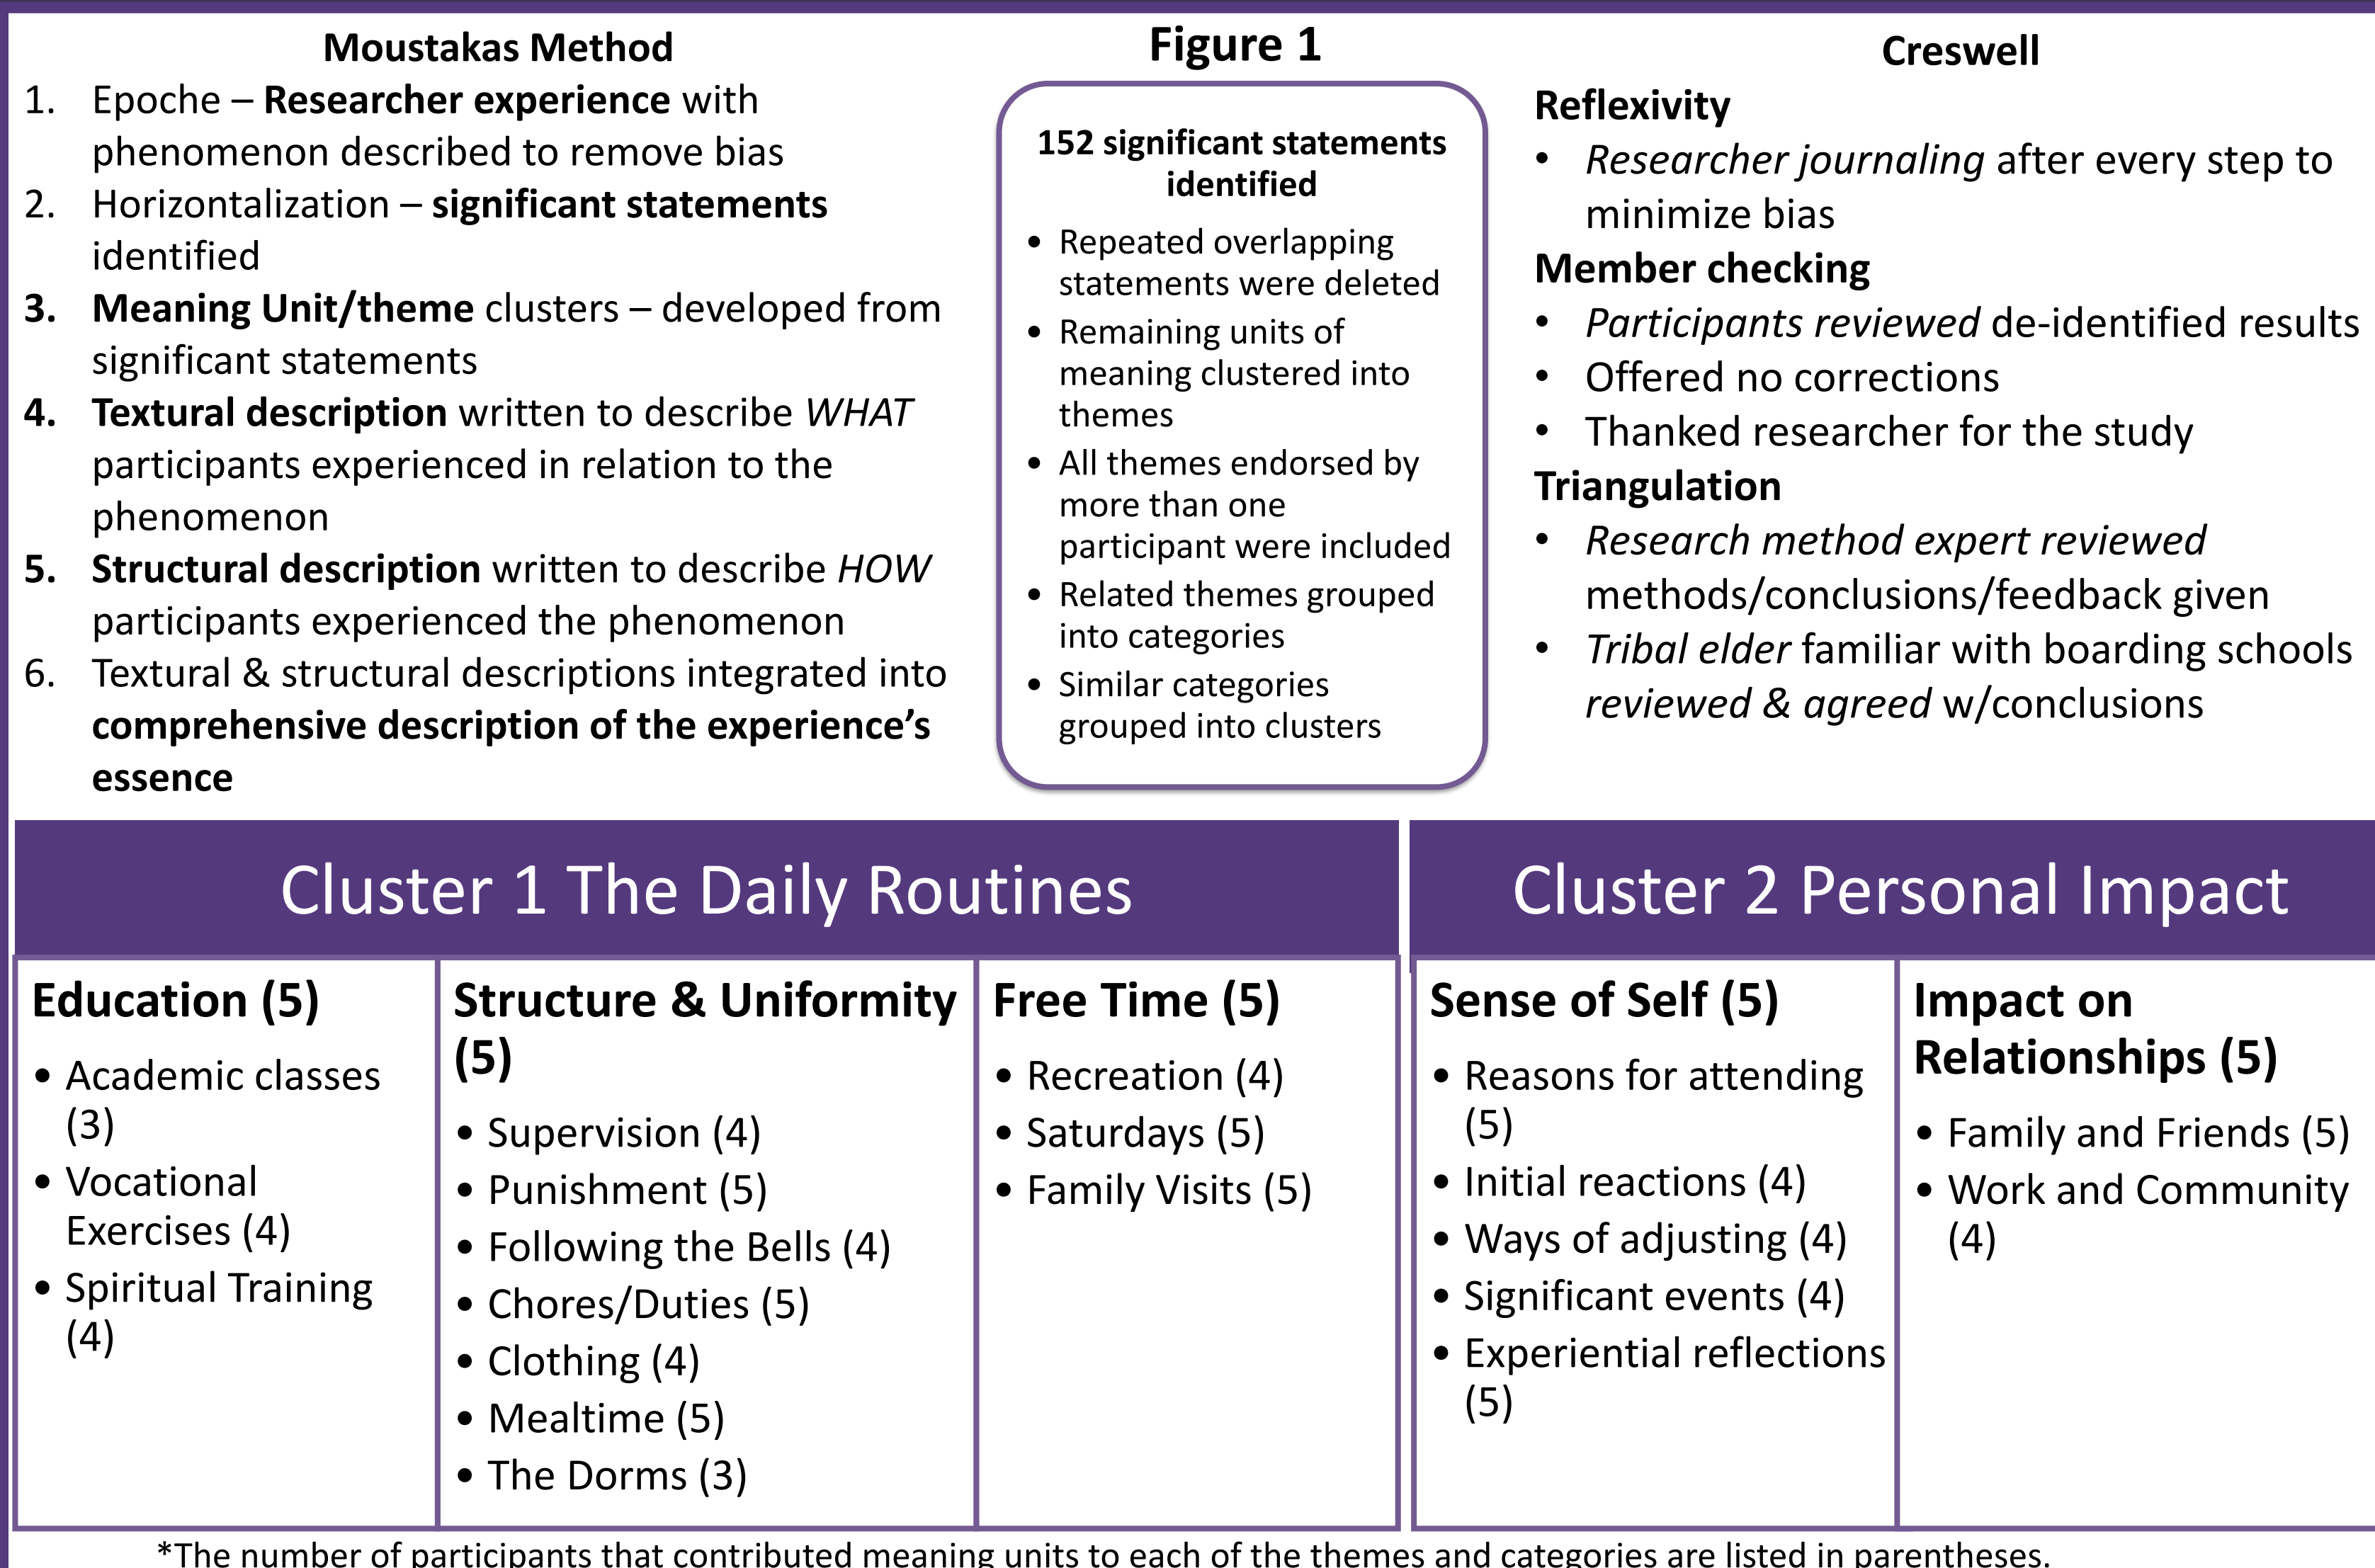 Moustakas Method
1. Epoche – Researcher experience with
phenomenon described to remove bias
2. Horizontalization – significant statements
identified
3. Meaning Unit/theme clusters – developed from
significant statements
4. Textural description written to describe WHAT
participants experienced in relation to the
phenomenon
5. Structural description written to describe HOW
participants experienced the phenomenon
6. Textural & structural descriptions integrated into
comprehensive description of the experience’s
essence
Figure 1
152 significant statements
identified
• Repeated overlapping
statements were deleted
• Remaining units of
meaning clustered into
themes
• All themes endorsed by
more than one
participant were included
• Related themes grouped
into categories
• Similar categories
grouped into clusters
Creswell
Reflexivity
• Researcher journaling after every step to
minimize bias
Member checking
• Participants reviewed de-identified results
• Offered no corrections
• Thanked researcher for the study
Triangulation
• Research method expert reviewed
methods/conclusions/feedback given
• Tribal elder familiar with boarding schools
reviewed & agreed w/conclusions
Cluster 1 The Daily Routines
Education (5)
• Academic classes
(3)
• Vocational
Exercises (4)
• Spiritual Training
(4)
Structure & Uniformity
(5)
• Supervision (4)
• Punishment (5)
• Following the Bells (4)
• Chores/Duties (5)
• Clothing (4)
• Mealtime (5)
• The Dorms (3)
Free Time (5)
• Recreation (4)
• Saturdays (5)
• Family Visits (5)
Cluster 2 Personal Impact
Sense of Self (5)
• Reasons for attending
(5)
• Initial reactions (4)
• Ways of adjusting (4)
• Significant events (4)
• Experiential reflections
(5)
Impact on
Relationships (5)
• Family and Friends (5)
• Work and Community
(4)
*The number of participants that contributed meaning units to each of the themes and categories are listed in parentheses.